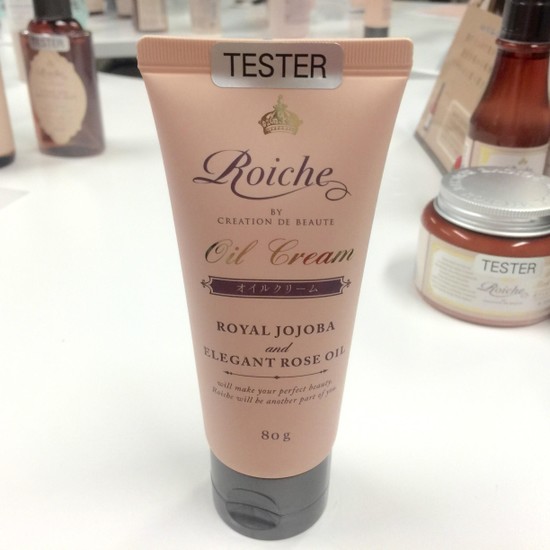 TESTER
Roiche
BY
CREATION DE BEAUTE
Oil Cream
オイルクリーム
ROYAL JOJOBA
and
ELEGANT ROSE OIL
will make your perfect beauty.
Roiche will be another part of you.
80g
TESTER
Roiche
TESTER
Roiche